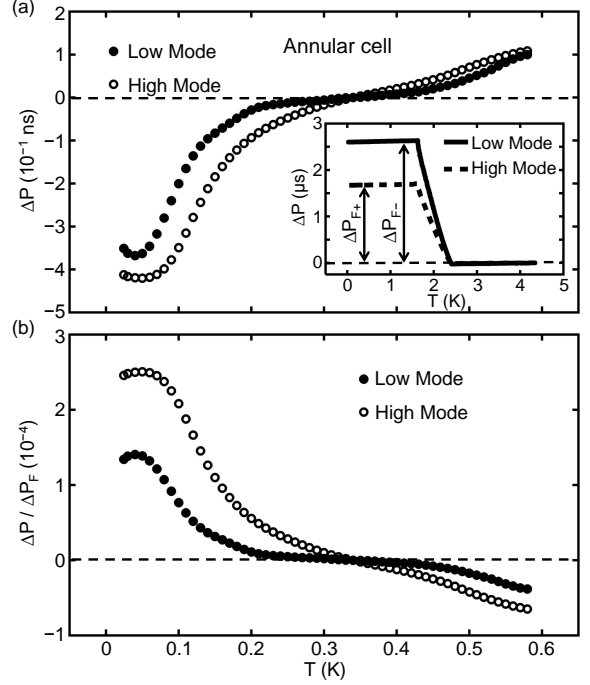 (a)
Low Mode
High Mode
Annular cell
ΔP (10⁻¹ ns)
1
0
−1
−2
−3
−4
−5
Low Mode
High Mode
ΔP (µs)
3
2
1
0
ΔP_F+
ΔP_F−
0
1
2
3
4
5
T (K)
(b)
Low Mode
High Mode
ΔP / ΔP_F (10⁻⁴)
3
2
1
0
−1
0
0.1
0.2
0.3
0.4
0.5
0.6
T (K)